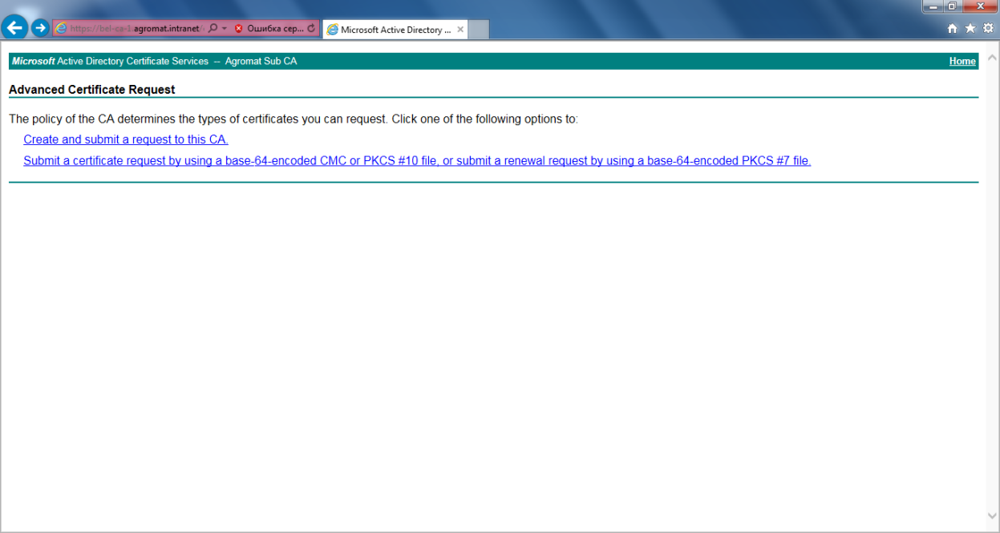 https://bel-ca-1.agromat.intranet/ Ошибка сер... Microsoft Active Directory ...
Microsoft Active Directory Certificate Services -- Agromat Sub CA Home
Advanced Certificate Request
The policy of the CA determines the types of certificates you can request. Click one of the following options to:
Create and submit a request to this CA.
Submit a certificate request by using a base-64-encoded CMC or PKCS #10 file, or submit a renewal request by using a base-64-encoded PKCS #7 file.